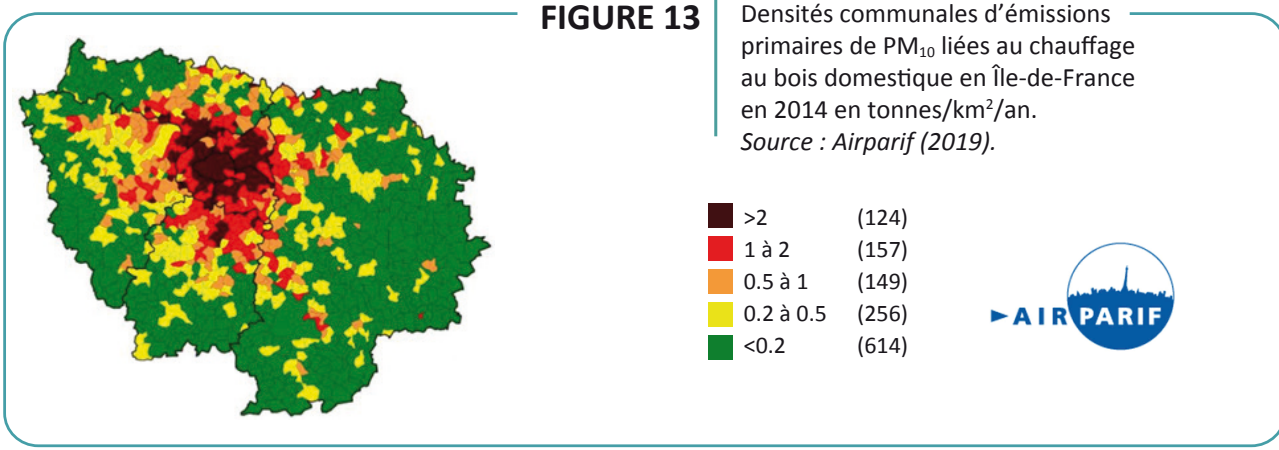 FIGURE 13
Densités communales d’émissions
primaires de PM₁₀ liées au chauffage
au bois domestique en Île-de-France
en 2014 en tonnes/km²/an.
Source : Airparif (2019).
>2 (124)
1 à 2 (157)
0.5 à 1 (149)
0.2 à 0.5 (256)
<0.2 (614)
AIRPARIF